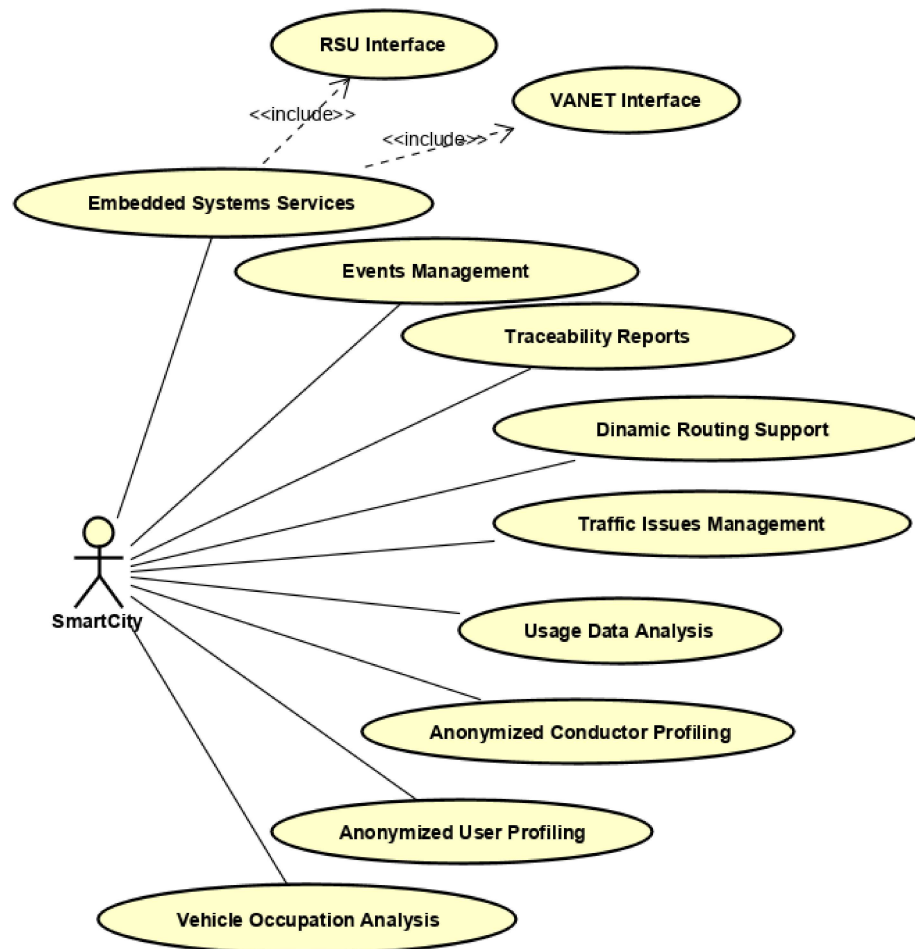 RSU Interface
VANET Interface
<<include>>
<<include>>
Embedded Systems Services
Events Management
Traceability Reports
Dinamic Routing Support
Traffic Issues Management
SmartCity
Usage Data Analysis
Anonymized Conductor Profiling
Anonymized User Profiling
Vehicle Occupation Analysis